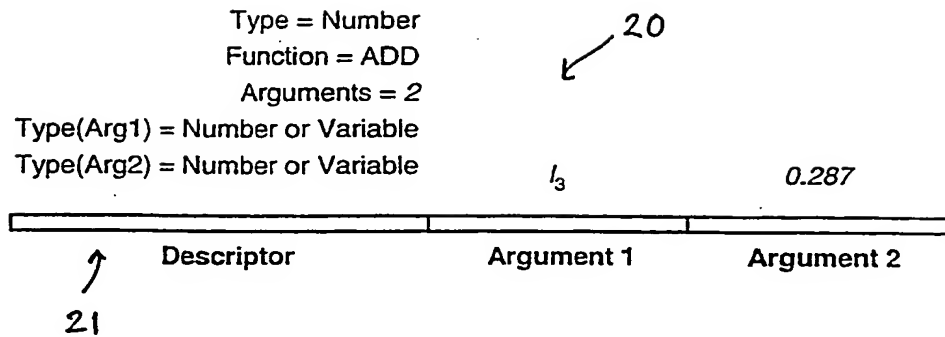 Type = Number
20
Function = ADD
Arguments = 2
Type(Arg1) = Number or Variable
Type(Arg2) = Number or Variable
I₃ 0.287
Descriptor Argument 1 Argument 2
21